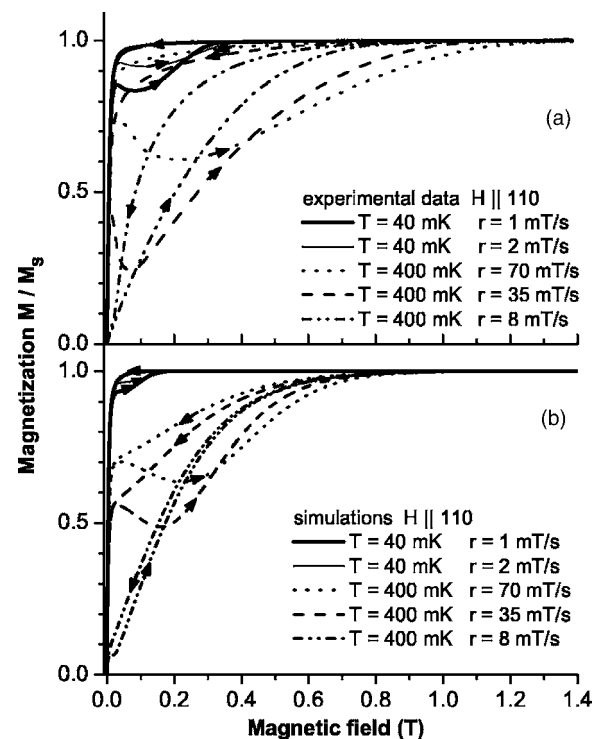 1.0
(a)
0.5
experimental data H || 110
T = 40 mK r = 1 mT/s
T = 40 mK r = 2 mT/s
T = 400 mK r = 70 mT/s
T = 400 mK r = 35 mT/s
T = 400 mK r = 8 mT/s
0.0
Magnetization M / Ms
1.0
(b)
0.5
simulations H || 110
T = 40 mK r = 1 mT/s
T = 40 mK r = 2 mT/s
T = 400 mK r = 70 mT/s
T = 400 mK r = 35 mT/s
T = 400 mK r = 8 mT/s
0.0
0.0 0.2 0.4 0.6 0.8 1.0 1.2 1.4
Magnetic field (T)